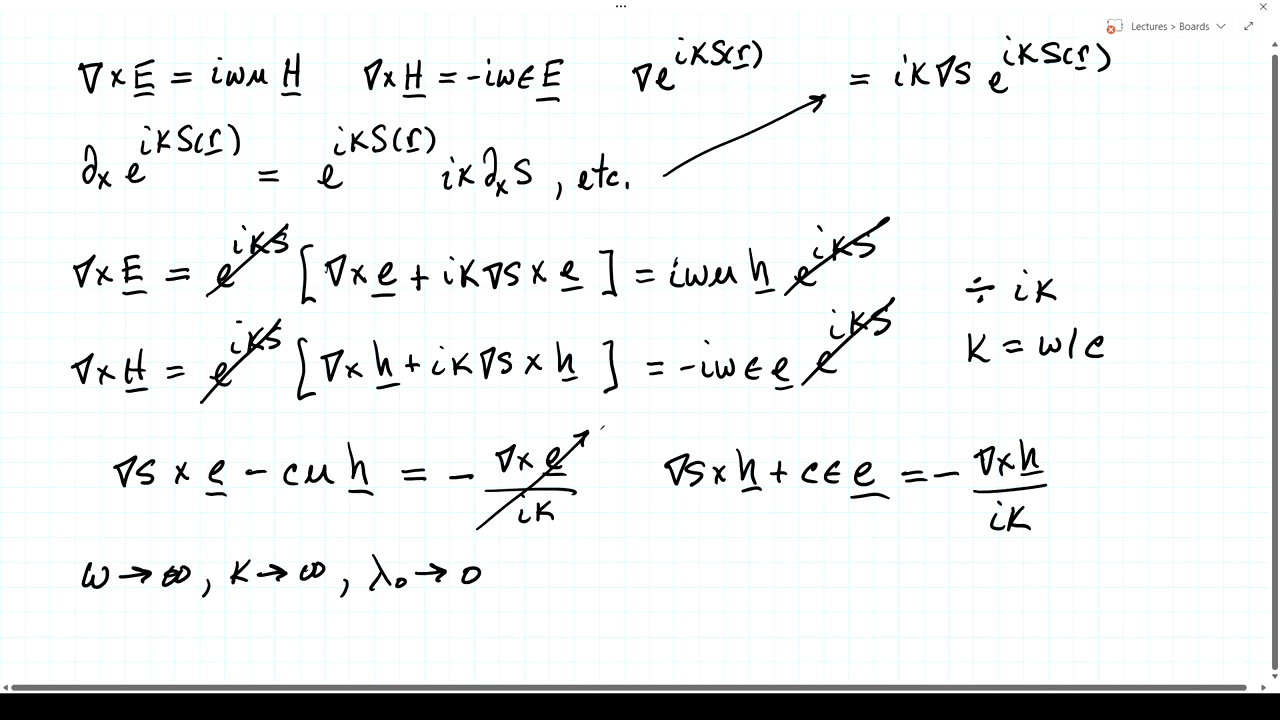 ...
Lectures > Boards
∇×E̲ = iωμ H̲   ∇×H̲ = -iωϵ E̲   ∇e^{iKS(r̲)} = iK∇S e^{iKS(r̲)}
∂ₓ e^{iKS(r̲)} = e^{iKS(r̲)} iK∂ₓS , etc.
∇×E̲ = e^{iKS} [ ∇×e̲ + iK∇S × e̲ ] = iωμ h̲ e^{iKS}   ÷ iK
∇×H̲ = e^{iKS} [ ∇×h̲ + iK∇S × h̲ ] = -iωϵ e̲ e^{iKS}   K = ω/c
∇S × e̲ - cμ h̲ = - ∇×e̲ / iK   ∇S×h̲ + cϵ e̲ = - ∇×h̲ / iK
ω → ∞, K → ∞, λ₀ → 0